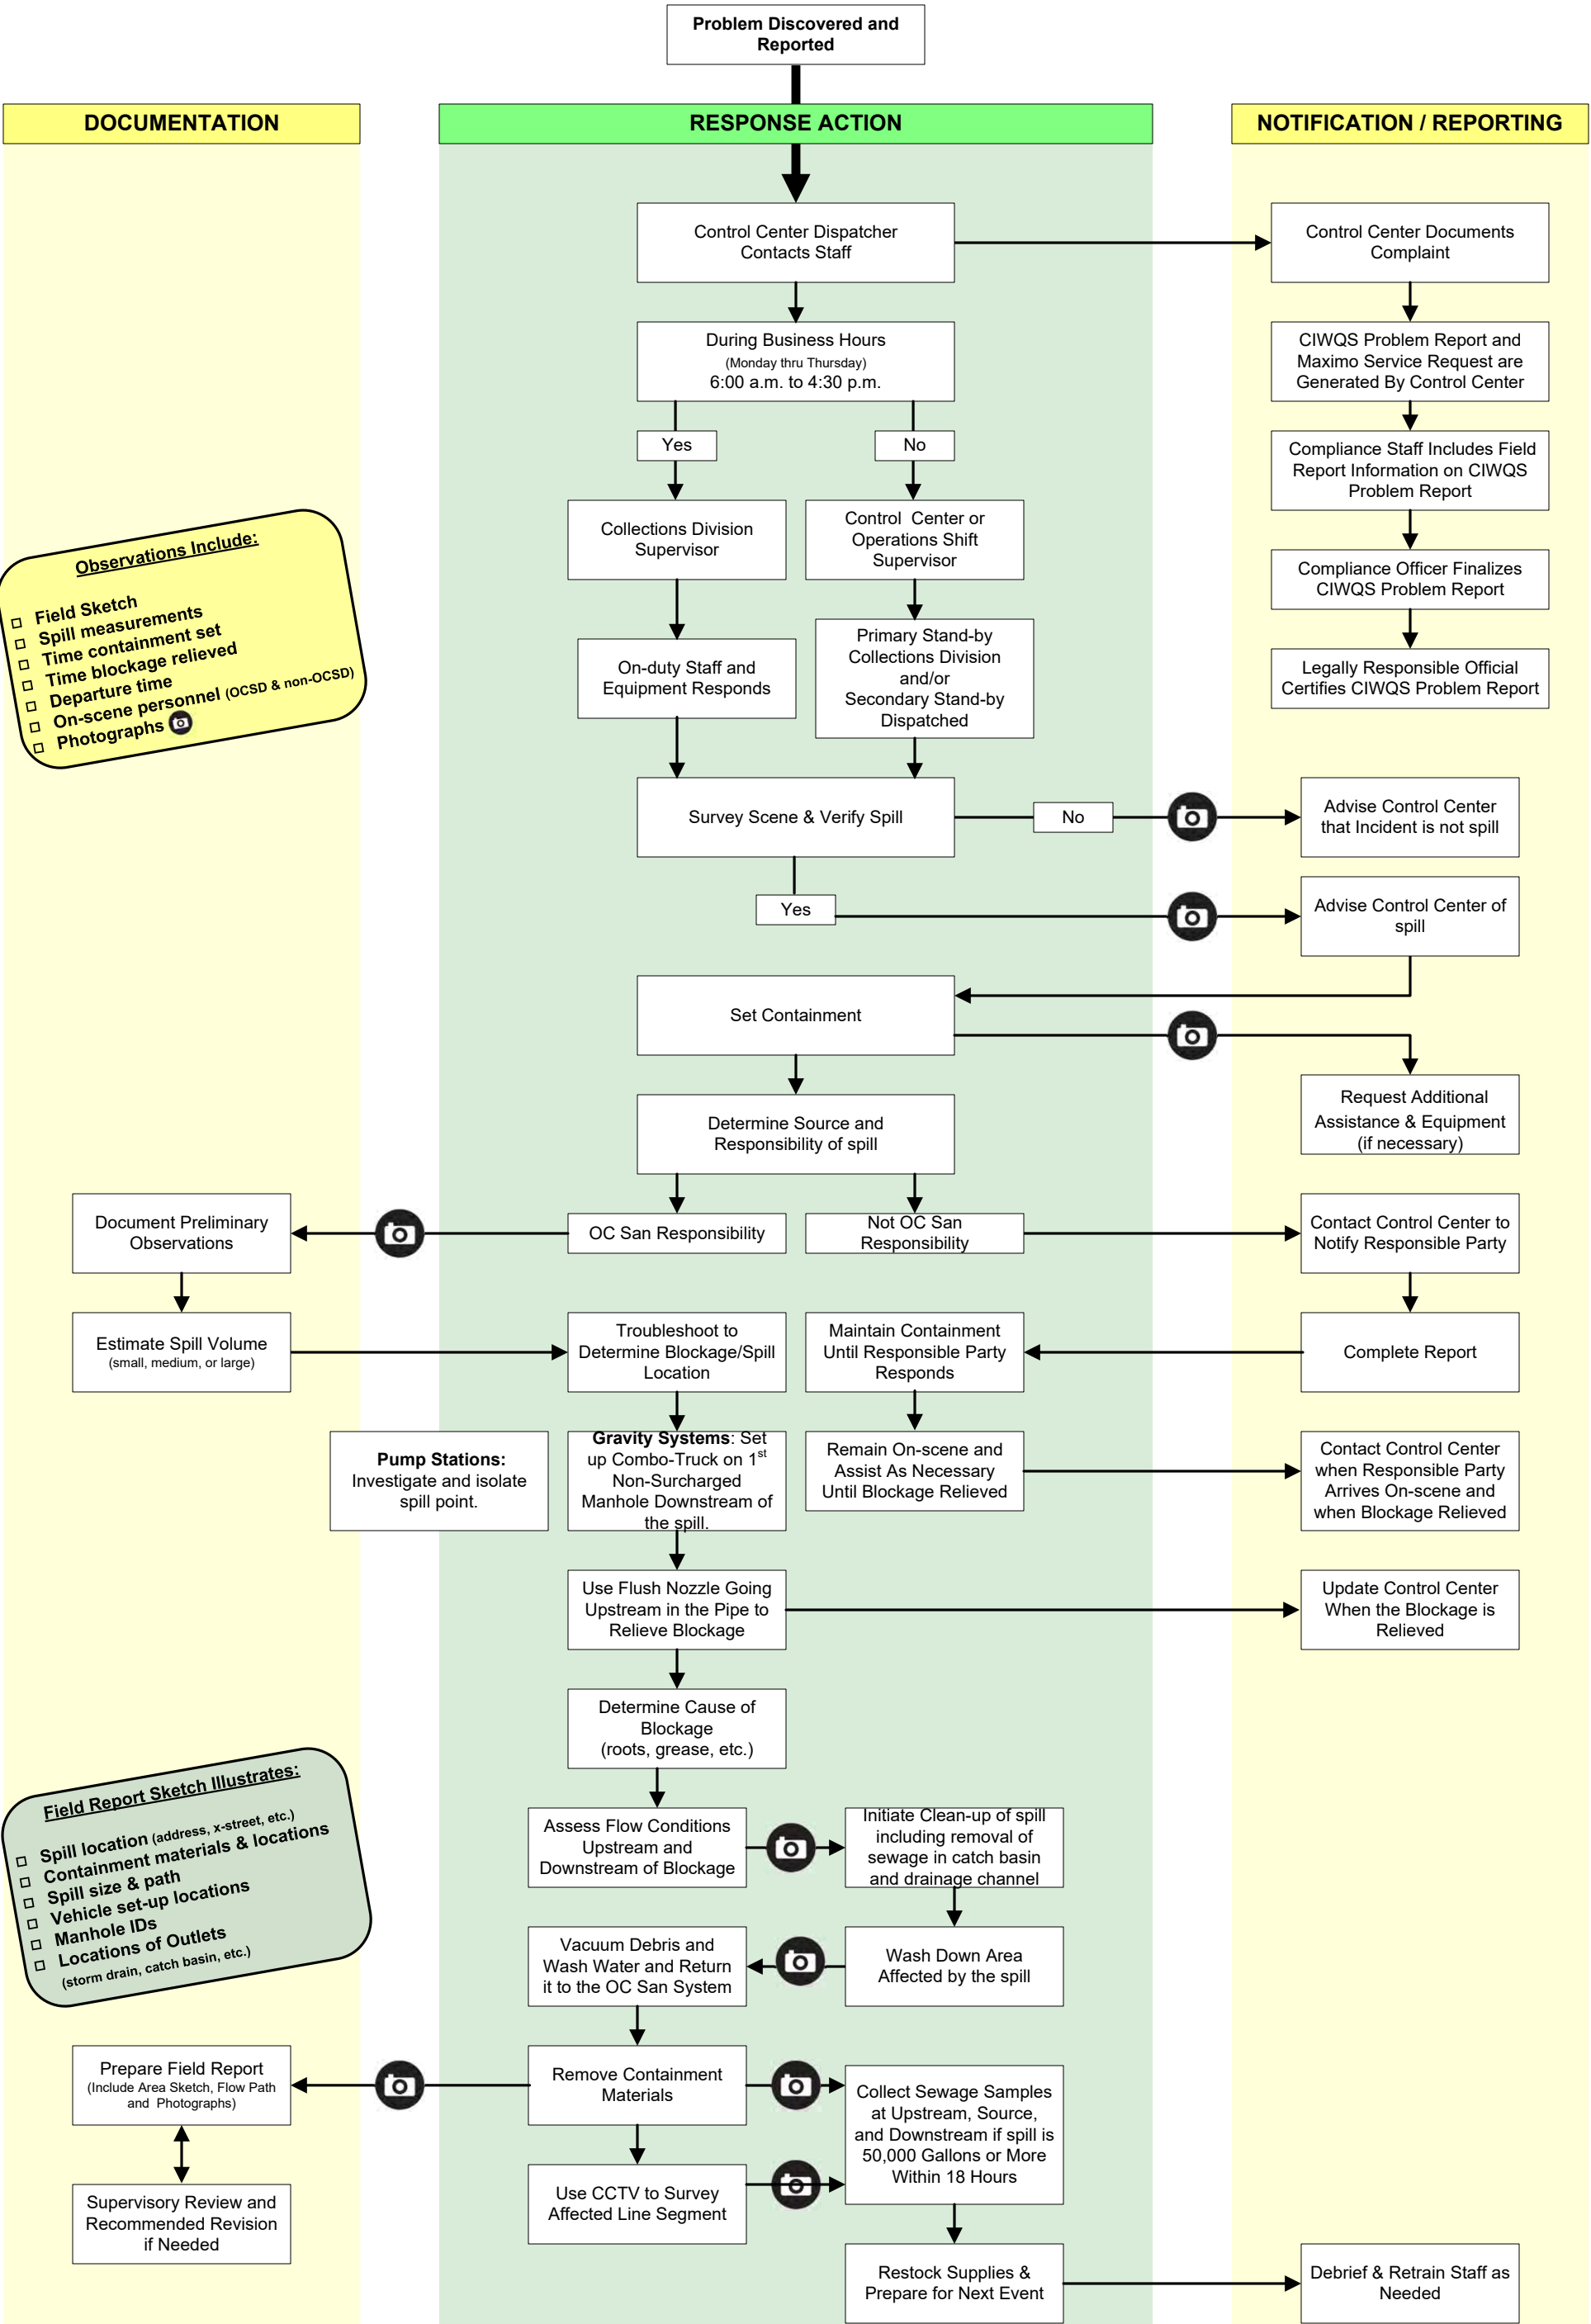 Problem Discovered and
Reported
DOCUMENTATION
RESPONSE ACTION
NOTIFICATION / REPORTING
Control Center Dispatcher
Contacts Staff
Control Center Documents
Complaint
During Business Hours
(Monday thru Thursday)
6:00 a.m. to 4:30 p.m.
CIWQS Problem Report and
Maximo Service Request are
Generated By Control Center
Yes
No
Compliance Staff Includes Field
Report Information on CIWQS
Problem Report
Collections Division
Supervisor
Control Center or
Operations Shift
Supervisor
Compliance Officer Finalizes
CIWQS Problem Report
Observations Include:
Field Sketch
Spill measurements
Time containment set
Time blockage relieved
Departure time
On-scene personnel (OCSD & non-OCSD)
Photographs
On-duty Staff and
Equipment Responds
Primary Stand-by
Collections Division
and/or
Secondary Stand-by
Dispatched
Legally Responsible Official
Certifies CIWQS Problem Report
Survey Scene & Verify Spill
No
Advise Control Center
that Incident is not spill
Yes
Advise Control Center of
spill
Set Containment
Request Additional
Assistance & Equipment
(if necessary)
Determine Source and
Responsibility of spill
Document Preliminary
Observations
OC San Responsibility
Not OC San
Responsibility
Contact Control Center to
Notify Responsible Party
Estimate Spill Volume
(small, medium, or large)
Troubleshoot to
Determine Blockage/Spill
Location
Maintain Containment
Until Responsible Party
Responds
Complete Report
Pump Stations:
Investigate and isolate
spill point.
Gravity Systems: Set
up Combo-Truck on 1st
Non-Surcharged
Manhole Downstream of
the spill.
Remain On-scene and
Assist As Necessary
Until Blockage Relieved
Contact Control Center
when Responsible Party
Arrives On-scene and
when Blockage Relieved
Use Flush Nozzle Going
Upstream in the Pipe to
Relieve Blockage
Update Control Center
When the Blockage is
Relieved
Determine Cause of
Blockage
(roots, grease, etc.)
Field Report Sketch Illustrates:
Spill location (address, x-street, etc.)
Containment materials & locations
Spill size & path
Vehicle set-up locations
Manhole IDs
Locations of Outlets
(storm drain, catch basin, etc.)
Assess Flow Conditions
Upstream and
Downstream of Blockage
Initiate Clean-up of spill
including removal of
sewage in catch basin
and drainage channel
Vacuum Debris and
Wash Water and Return
it to the OC San System
Wash Down Area
Affected by the spill
Prepare Field Report
(Include Area Sketch, Flow Path
and Photographs)
Remove Containment
Materials
Collect Sewage Samples
at Upstream, Source,
and Downstream if spill is
50,000 Gallons or More
Within 18 Hours
Supervisory Review and
Recommended Revision
if Needed
Use CCTV to Survey
Affected Line Segment
Restock Supplies &
Prepare for Next Event
Debrief & Retrain Staff as
Needed